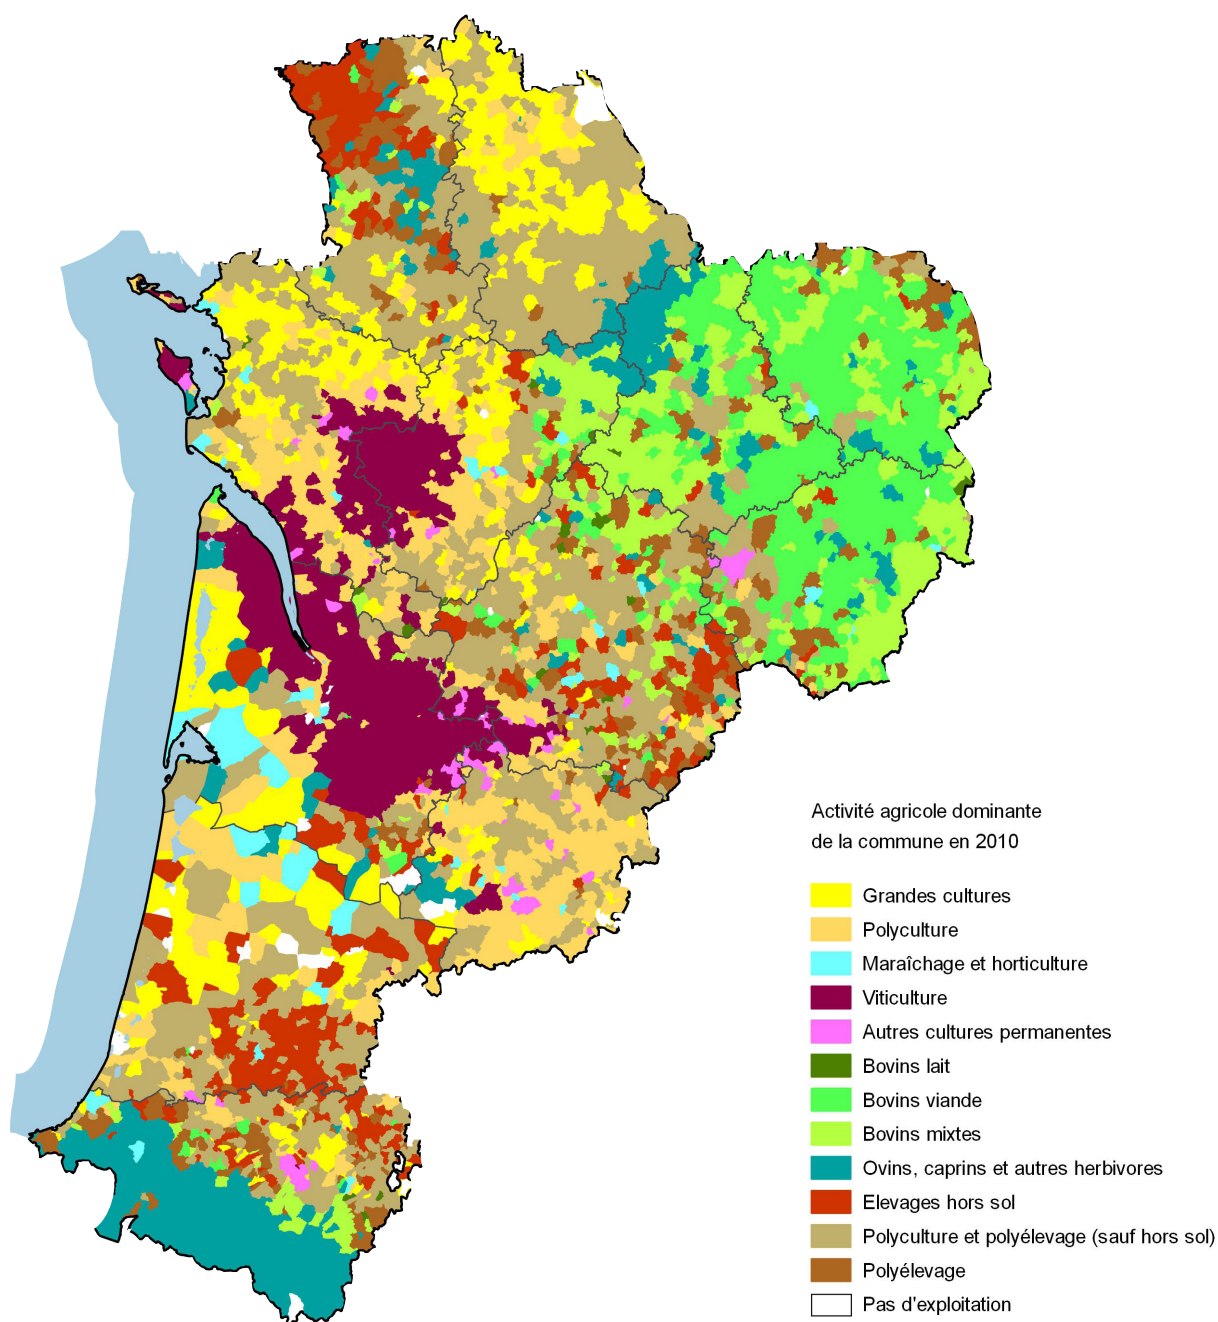 Activité agricole dominante
de la commune en 2010
Grandes cultures
Polyculture
Maraîchage et horticulture
Viticulture
Autres cultures permanentes
Bovins lait
Bovins viande
Bovins mixtes
Ovins, caprins et autres herbivores
Elevages hors sol
Polyculture et polyélevage (sauf hors sol)
Polyélevage
Pas d'exploitation